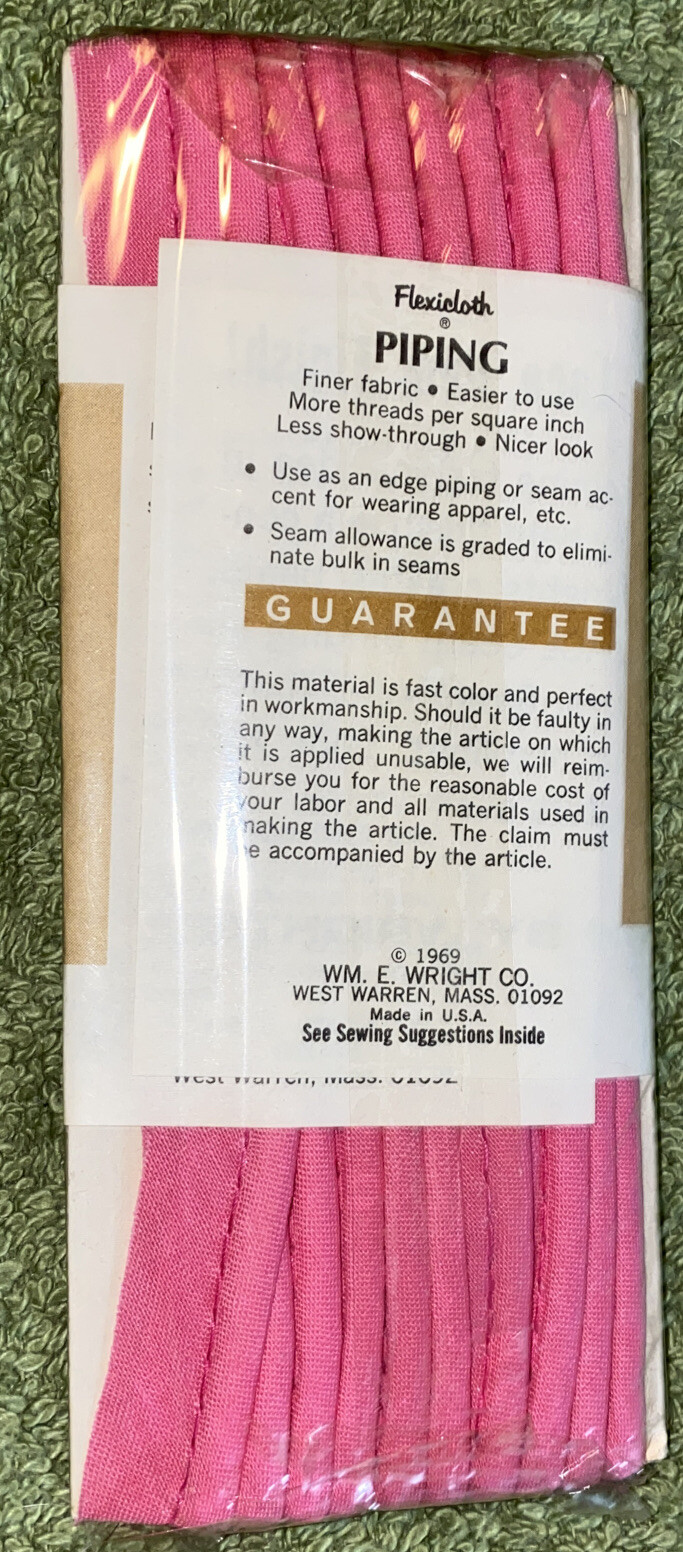 Flexicloth
®
PIPING
Finer fabric • Easier to use
More threads per square inch
Less show-through • Nicer look
• Use as an edge piping or seam ac-
cent for wearing apparel, etc.
• Seam allowance is graded to elimi-
nate bulk in seams
GUARANTEE
This material is fast color and perfect
in workmanship. Should it be faulty in
any way, making the article on which
it is applied unusable, we will reim-
burse you for the reasonable cost of
your labor and all materials used in
making the article. The claim must
be accompanied by the article.
© 1969
WM. E. WRIGHT CO.
WEST WARREN, MASS. 01092
Made in U.S.A.
See Sewing Suggestions Inside
West Warren, Mass. 01092